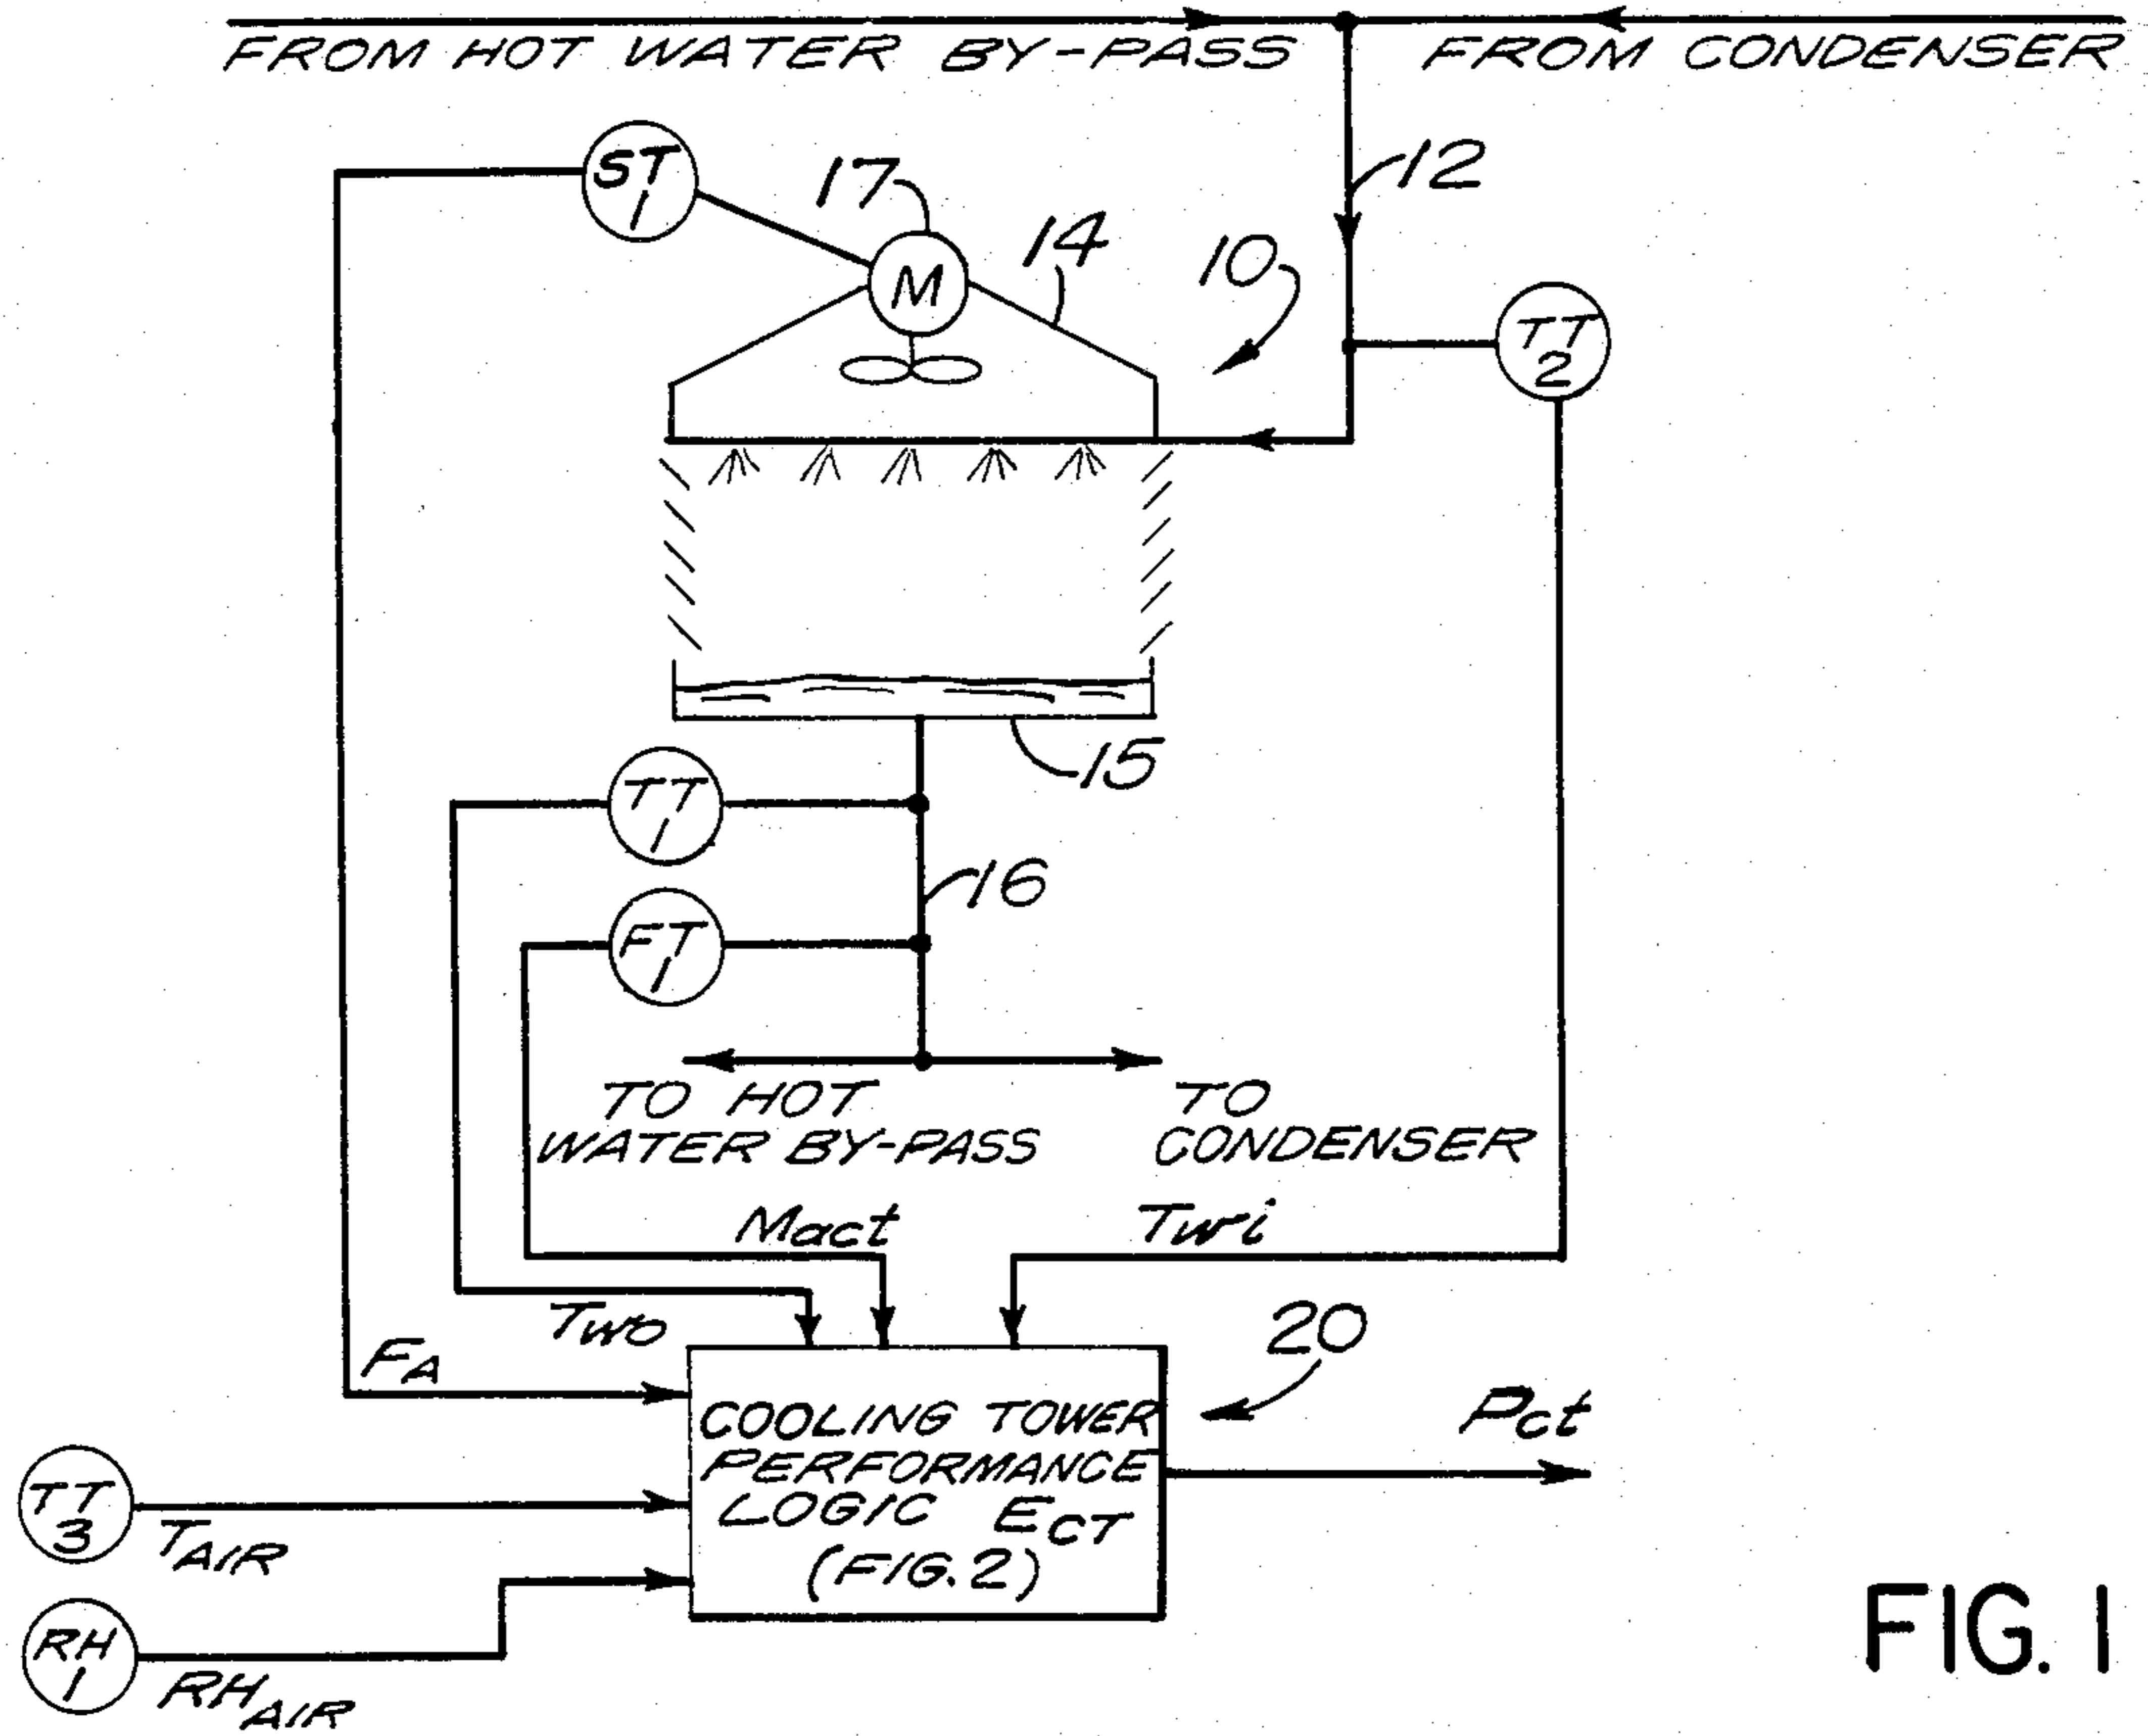 FROM HOT WATER BY-PASS
FROM CONDENSER
ST
1
17
M
14
10
12
TT
2
15
TT
1
16
FT
1
TO HOT
WATER BY-PASS
TO
CONDENSER
Mact
Twi
Two
FA
20
COOLING TOWER
PERFORMANCE
LOGIC ECT
(FIG. 2)
Pct
TT
3
TAIR
RH
1
RHAIR
FIG. 1